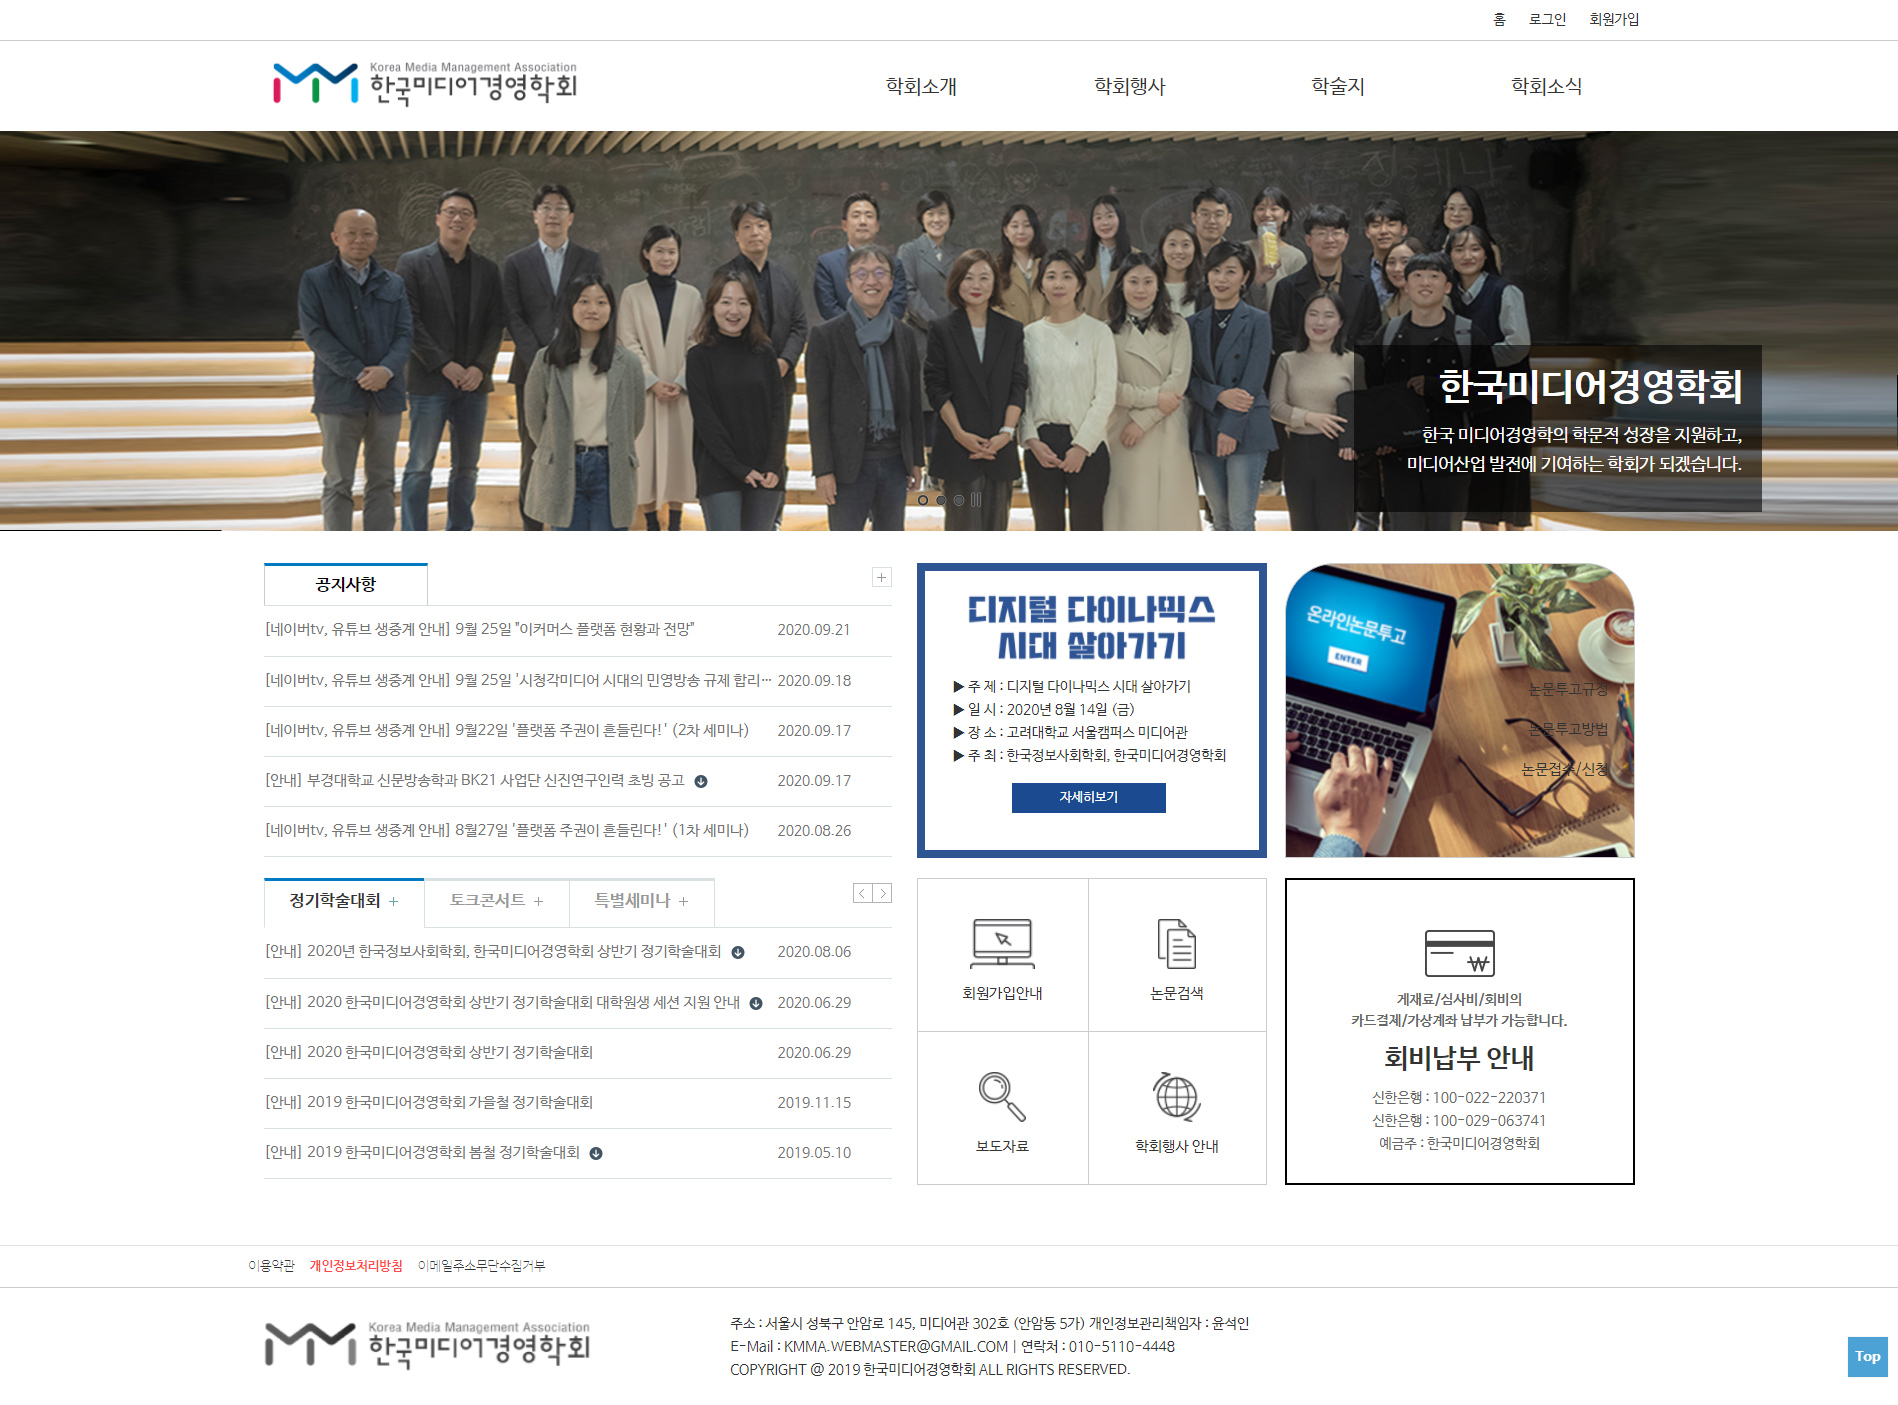 홈 로그인 회원가입
Korea Media Management Association
한국미디어경영학회
학회소개 학회행사 학술지 학회소식
한국미디어경영학회
한국 미디어경영학의 학문적 성장을 지원하고,
미디어산업 발전에 기여하는 학회가 되겠습니다.
공지사항
[네이버tv, 유튜브 생중계 안내] 9월 25일 "이커머스 플랫폼 현황과 전망" 2020.09.21
[네이버tv, 유튜브 생중계 안내] 9월 25일 '시청각미디어 시대의 민영방송 규제 합리… 2020.09.18
[네이버tv, 유튜브 생중계 안내] 9월22일 '플랫폼 주권이 흔들린다!' (2차 세미나) 2020.09.17
[안내] 부경대학교 신문방송학과 BK21 사업단 신진연구인력 초빙 공고 2020.09.17
[네이버tv, 유튜브 생중계 안내] 8월27일 '플랫폼 주권이 흔들린다!' (1차 세미나) 2020.08.26
디지털 다이나믹스
시대 살아가기
▶ 주 제 : 디지털 다이나믹스 시대 살아가기
▶ 일 시 : 2020년 8월 14일 (금)
▶ 장 소 : 고려대학교 서울캠퍼스 미디어관
▶ 주 최 : 한국정보사회학회, 한국미디어경영학회
자세히보기
온라인논문투고
ENTER
논문투고규정
논문투고방법
논문접수/신청
정기학술대회 + 토크콘서트 + 특별세미나 +
[안내] 2020년 한국정보사회학회, 한국미디어경영학회 상반기 정기학술대회 2020.08.06
[안내] 2020 한국미디어경영학회 상반기 정기학술대회 대학원생 세션 지원 안내 2020.06.29
[안내] 2020 한국미디어경영학회 상반기 정기학술대회 2020.06.29
[안내] 2019 한국미디어경영학회 가을철 정기학술대회 2019.11.15
[안내] 2019 한국미디어경영학회 봄철 정기학술대회 2019.05.10
회원가입안내 논문검색
보도자료 학회행사 안내
게재료/심사비/회비의
카드결제/가상계좌 납부가 가능합니다.
회비납부 안내
신한은행 : 100-022-220371
신한은행 : 100-029-063741
예금주 : 한국미디어경영학회
이용약관 개인정보처리방침 이메일주소무단수집거부
Korea Media Management Association
한국미디어경영학회
주소 : 서울시 성북구 안암로 145, 미디어관 302호 (안암동 5가) 개인정보관리책임자 : 윤석인
E-Mail : KMMA.WEBMASTER@GMAIL.COM | 연락처 : 010-5110-4448
COPYRIGHT @ 2019 한국미디어경영학회 ALL RIGHTS RESERVED.
Top